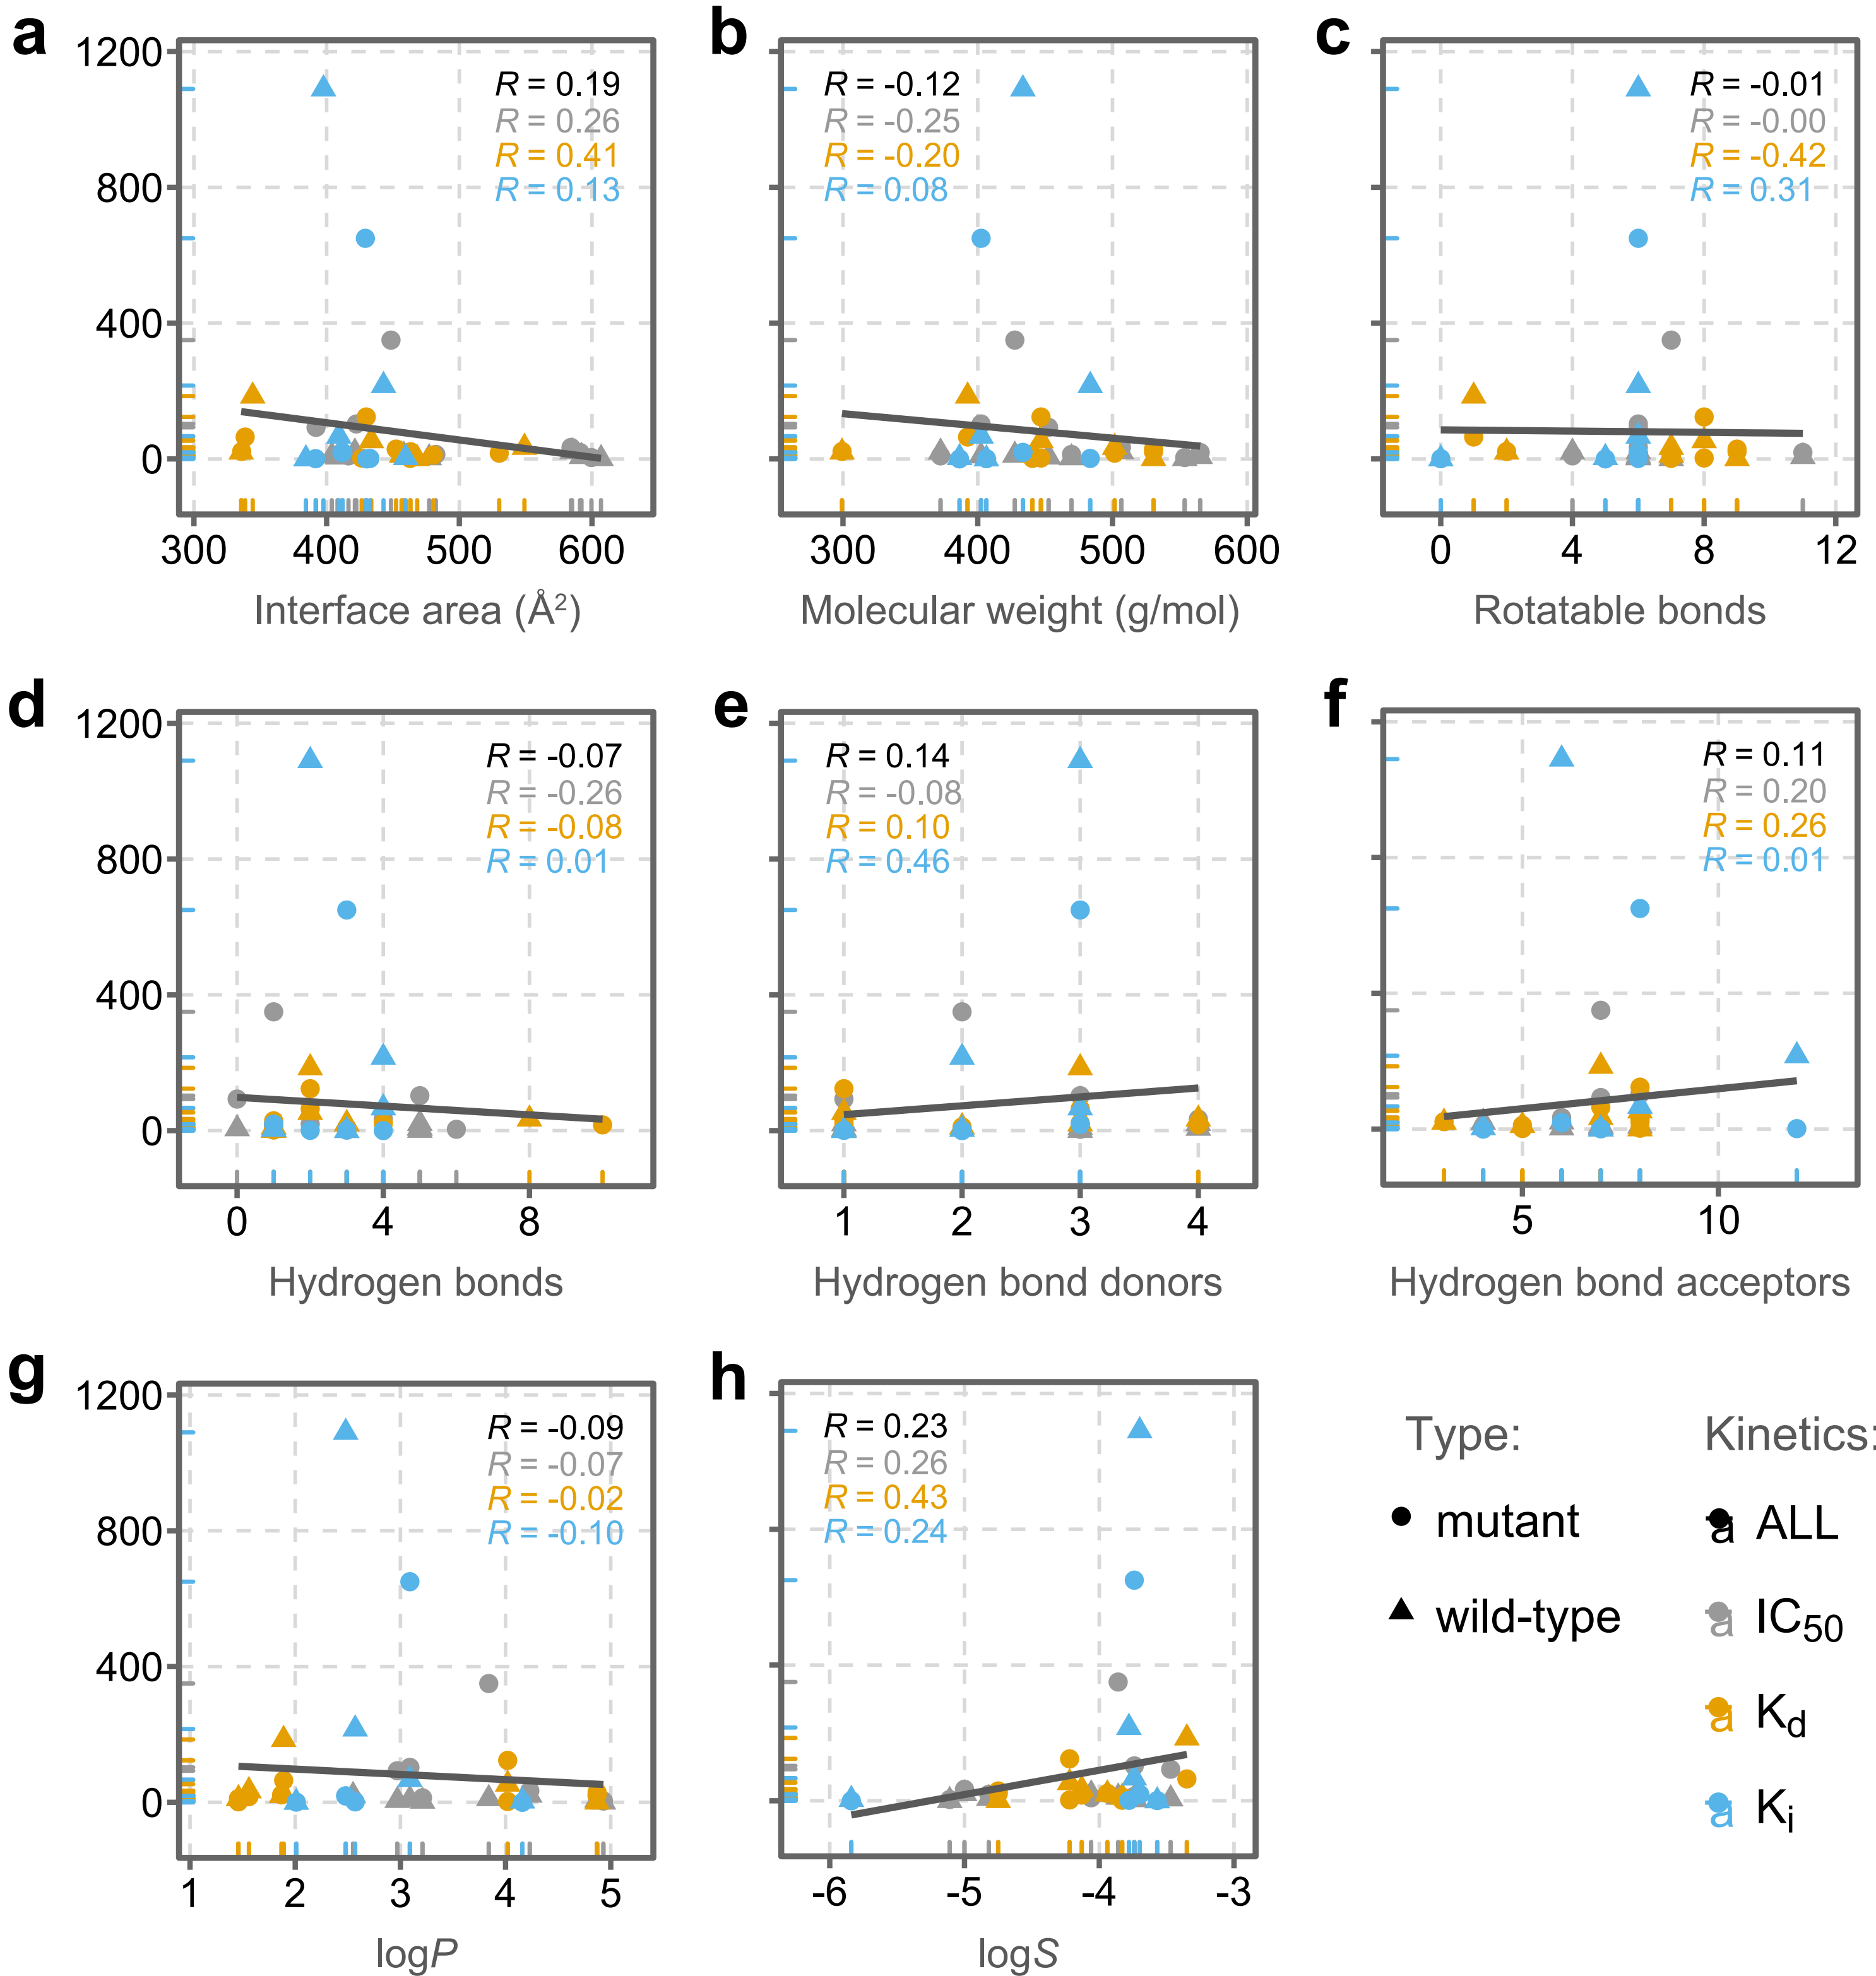 a
1200
800
400
0
R = 0.19
R = 0.26
R = 0.41
R = 0.13
300 400 500 600
Interface area (Å²)
b
R = -0.12
R = -0.25
R = -0.20
R = 0.08
300 400 500 600
Molecular weight (g/mol)
c
R = -0.01
R = -0.00
R = -0.42
R = 0.31
0 4 8 12
Rotatable bonds
d
1200
800
400
0
R = -0.07
R = -0.26
R = -0.08
R = 0.01
0 4 8
Hydrogen bonds
e
R = 0.14
R = -0.08
R = 0.10
R = 0.46
1 2 3 4
Hydrogen bond donors
f
R = 0.11
R = 0.20
R = 0.26
R = 0.01
5 10
Hydrogen bond acceptors
g
1200
800
400
0
R = -0.09
R = -0.07
R = -0.02
R = -0.10
1 2 3 4 5
logP
h
R = 0.23
R = 0.26
R = 0.43
R = 0.24
-6 -5 -4 -3
logS
Type:
mutant
wild-type
Kinetics:
a ALL
a IC₅₀
a K_d
a K_i